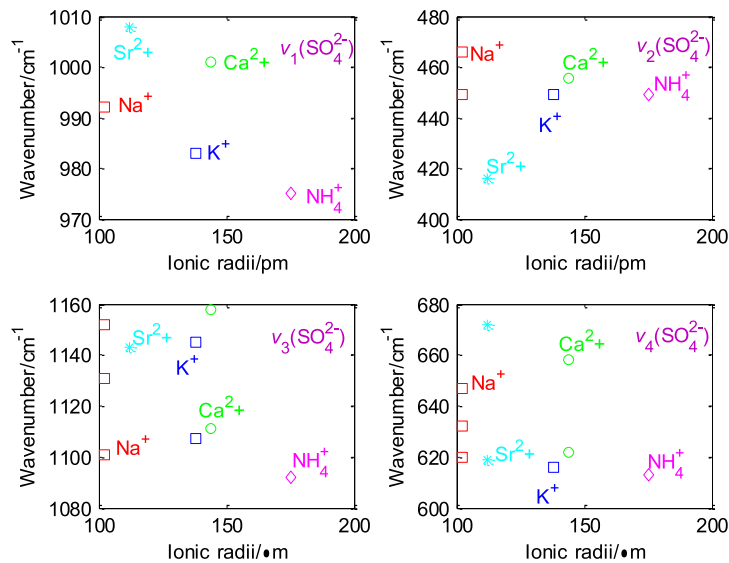 1010
1000
990
980
970
Wavenumber/cm⁻¹
100 150 200
Ionic radii/pm
Sr²⁺
Ca²⁺
Na⁺
K⁺
NH₄⁺
ν₁(SO₄²⁻)
480
460
440
420
400
Wavenumber/cm⁻¹
100 150 200
Ionic radii/pm
Na⁺
Ca²⁺
K⁺
NH₄⁺
Sr²⁺
ν₂(SO₄²⁻)
1160
1140
1120
1100
1080
Wavenumber/cm⁻¹
100 150 200
Ionic radii/•m
Sr²⁺
K⁺
Ca²⁺
Na⁺
NH₄⁺
ν₃(SO₄²⁻)
680
660
640
620
600
Wavenumber/cm⁻¹
100 150 200
Ionic radii/•m
Ca²⁺
Na⁺
Sr²⁺
K⁺
NH₄⁺
ν₄(SO₄²⁻)